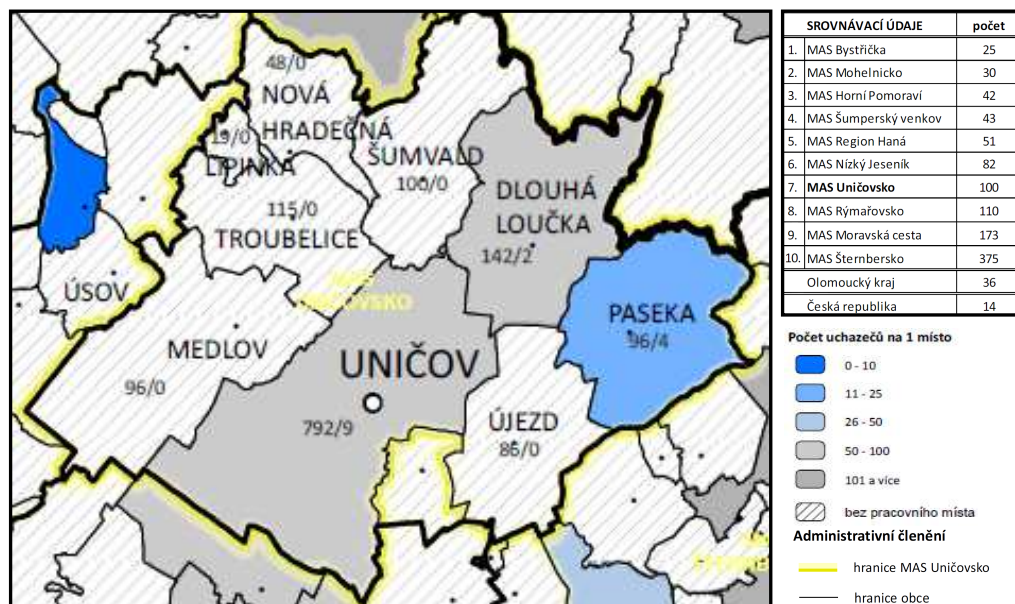 48/0
NOVÁ
HRADEČNÁ
19/0
LIPINKA
ŠUMVALD
100/0
DLOUHÁ
LOUČKA
142/2
115/0
TROUBELICE
ÚSOV
MEDLOV
96/0
UNIČOV
792/9
PASEKA
96/4
ÚJEZD
86/0
SROVNÁVACÍ ÚDAJE počet
1. MAS Bystřička 25
2. MAS Mohelnicko 30
3. MAS Horní Pomoraví 42
4. MAS Šumperský venkov 43
5. MAS Region Haná 51
6. MAS Nízký Jeseník 82
7. MAS Uničovsko 100
8. MAS Rýmařovsko 110
9. MAS Moravská cesta 173
10. MAS Šternbersko 375
Olomoucký kraj 36
Česká republika 14
Počet uchazečů na 1 místo
0 - 10
11 - 25
26 - 50
50 - 100
101 a více
bez pracovního místa
Administrativní členění
hranice MAS Uničovsko
hranice obce